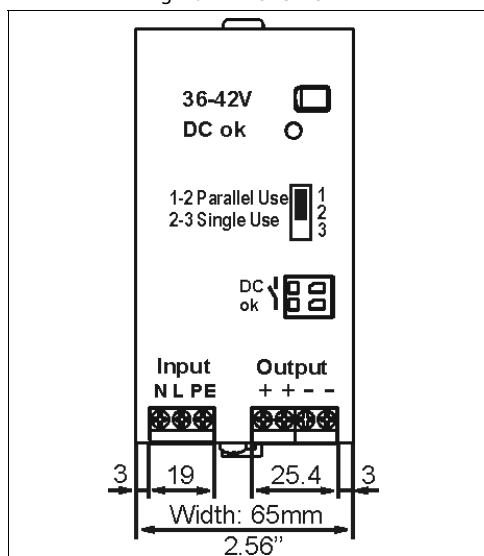 36-42V
DC ok
1-2 Parallel Use
2-3 Single Use
1
2
3
DC
ok
Input Output
N L PE + + - -
3 19 25.4 3
Width: 65mm
2.56"